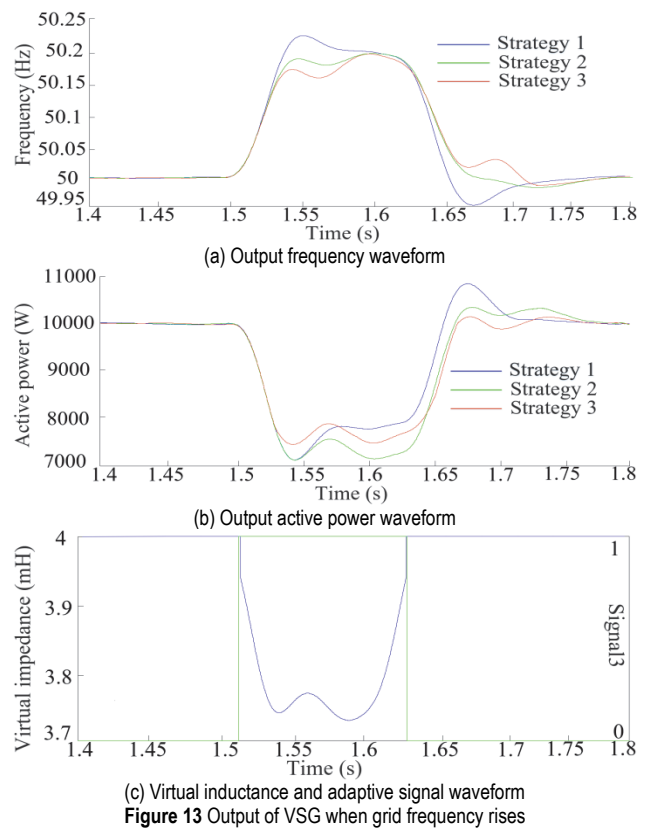 50.25
50.2
50.15
50.1
50.05
50
49.95
Frequency (Hz)
Strategy 1
Strategy 2
Strategy 3
1.4 1.45 1.5 1.55 1.6 1.65 1.7 1.75 1.8
Time (s)
(a) Output frequency waveform
11000
10000
9000
8000
7000
Active power (W)
Strategy 1
Strategy 2
Strategy 3
1.4 1.45 1.5 1.55 1.6 1.65 1.7 1.75 1.8
Time (s)
(b) Output active power waveform
4
3.9
3.8
3.7
Virtual impedance (mH)
1
Signal3
0
1.4 1.45 1.5 1.55 1.6 1.65 1.7 1.75 1.8
Time (s)
(c) Virtual inductance and adaptive signal waveform
Figure 13 Output of VSG when grid frequency rises